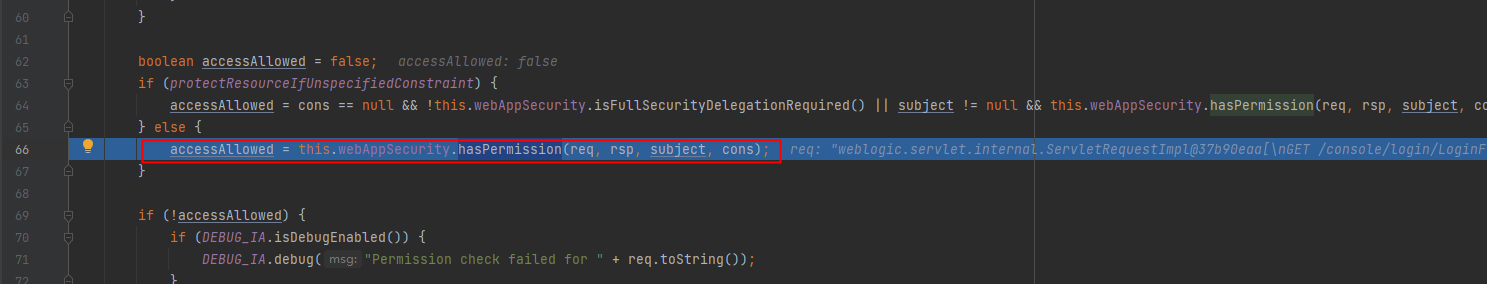 60 }
61
62 boolean accessAllowed = false; accessAllowed: false
63 if (protectResourceIfUnspecifiedConstraint) {
64 accessAllowed = cons == null && !this.webAppSecurity.isFullSecurityDelegationRequired() || subject != null && this.webAppSecurity.hasPermission(req, rsp, subject, co
65 } else {
66 accessAllowed = this.webAppSecurity.hasPermission(req, rsp, subject, cons); req: "weblogic.servlet.internal.ServletRequestImpl@37b90eaa[\nGET /console/login/LoginF
67 }
68
69 if (!accessAllowed) {
70 if (DEBUG_IA.isDebugEnabled()) {
71 DEBUG_IA.debug( msg: "Permission check failed for " + req.toString());
72 }